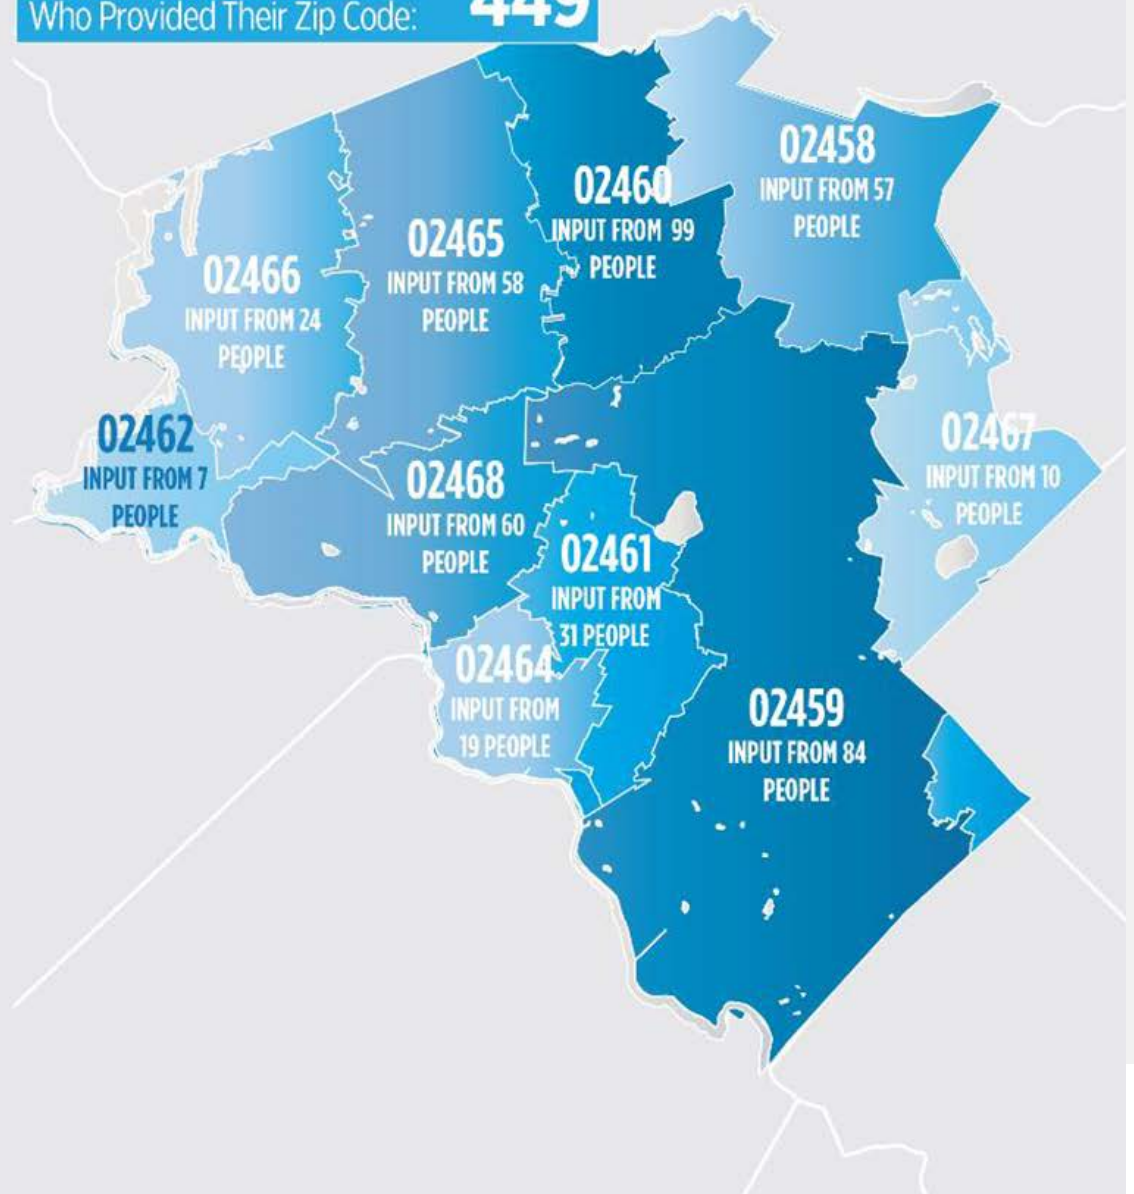 Who Provided Their Zip Code: 449
02458
INPUT FROM 57
PEOPLE
02460
INPUT FROM 99
PEOPLE
02465
INPUT FROM 58
PEOPLE
02466
INPUT FROM 24
PEOPLE
02462
INPUT FROM 7
PEOPLE
02468
INPUT FROM 60
PEOPLE
02467
INPUT FROM 10
PEOPLE
02461
INPUT FROM
31 PEOPLE
02464
INPUT FROM
19 PEOPLE
02459
INPUT FROM 84
PEOPLE